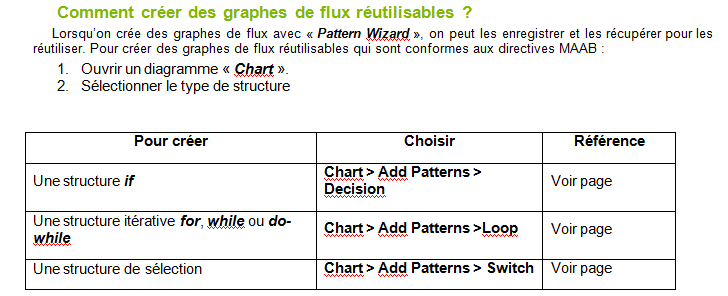 Comment créer des graphes de flux réutilisables ?
Lorsqu'on crée des graphes de flux avec « Pattern Wizard », on peut les enregistrer et les récupérer pour les
réutiliser. Pour créer des graphes de flux réutilisables qui sont conformes aux directives MAAB :
1. Ouvrir un diagramme « Chart ».
2. Sélectionner le type de structure
Pour créer Choisir Référence
Une structure if Chart > Add Patterns > Decision Voir page
Une structure itérative for, while ou do-while Chart > Add Patterns >Loop Voir page
Une structure de sélection Chart > Add Patterns > Switch Voir page